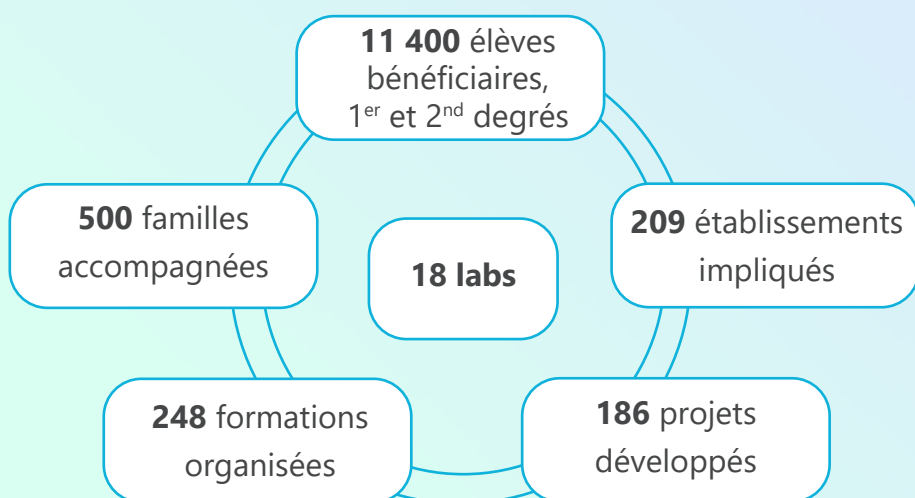 11 400 élèves
bénéficiaires,
1er et 2nd degrés
500 familles
accompagnées
209 établissements
impliqués
18 labs
248 formations
organisées
186 projets
développés